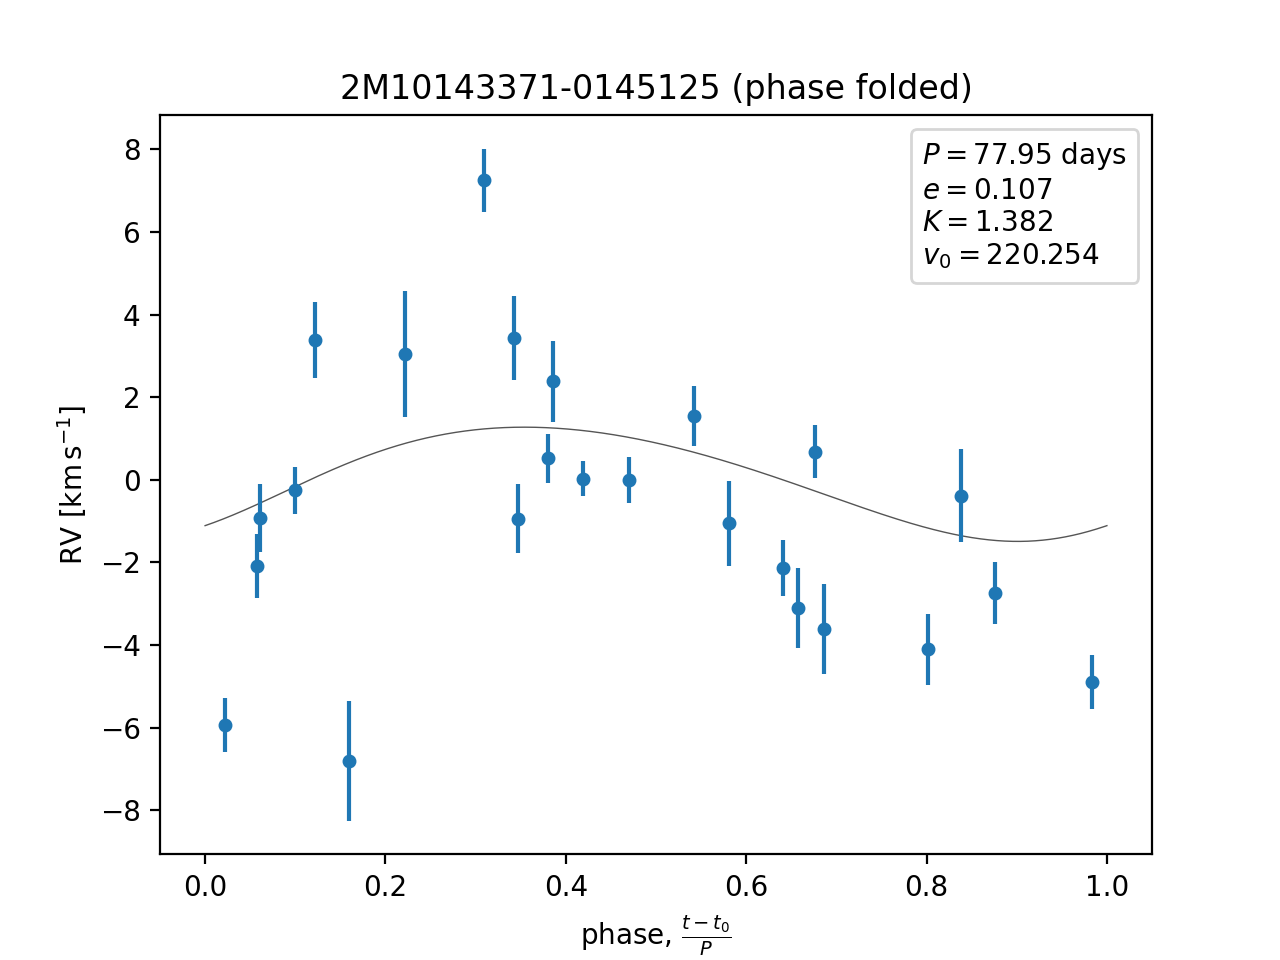 2M10143371-0145125 (phase folded)
P = 77.95 days
e = 0.107
K = 1.382
v₀ = 220.254
RV [km s⁻¹]
8
6
4
2
0
−2
−4
−6
−8
0.0 0.2 0.4 0.6 0.8 1.0
phase, (t − t₀)/P